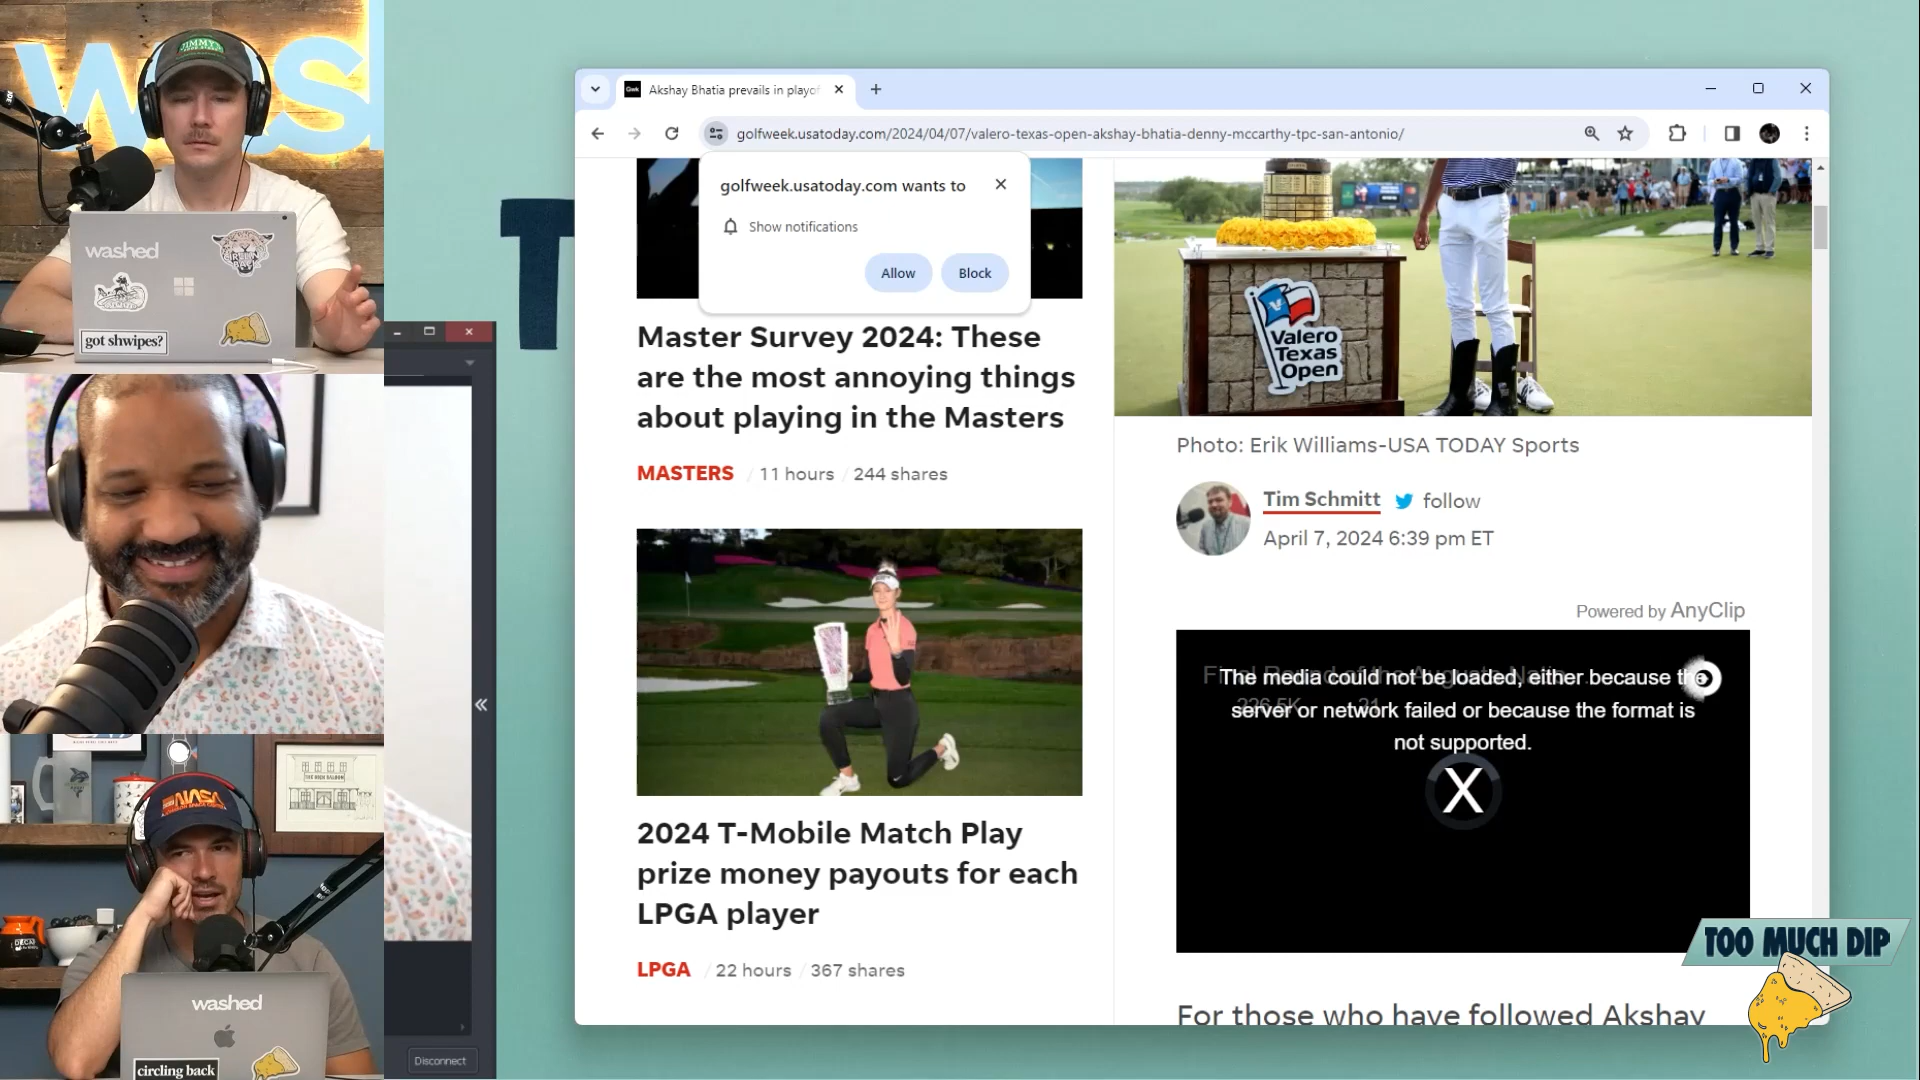 JIMMY'S
washed
CIRCLIN
BACK
got shwipes?
NASA
DECAF
washed
circling back
Disconnect
T
Akshay Bhatia prevails in playof
golfweek.usatoday.com/2024/04/07/valero-texas-open-akshay-bhatia-denny-mccarthy-tpc-san-antonio/
golfweek.usatoday.com wants to
Show notifications
Allow
Block
Master Survey 2024: These
are the most annoying things
about playing in the Masters
MASTERS / 11 hours / 244 shares
2024 T-Mobile Match Play
prize money payouts for each
LPGA player
LPGA / 22 hours / 367 shares
Valero
Texas
Open
Photo: Erik Williams-USA TODAY Sports
Tim Schmitt
follow
April 7, 2024 6:39 pm ET
Powered by AnyClip
The media could not be loaded, either because the
server or network failed or because the format is
not supported.
X
For those who have followed Akshay
TOO MUCH DIP